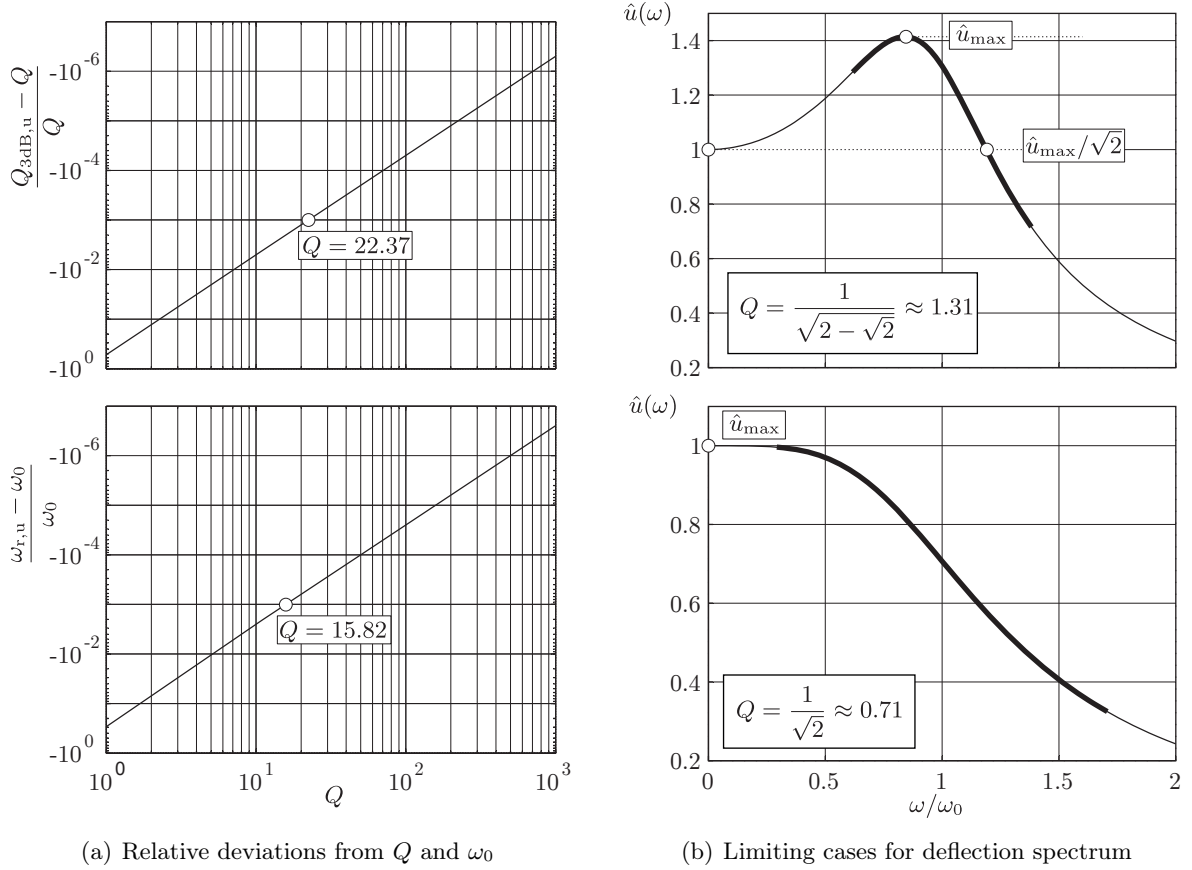 -10^-6
-10^-4
-10^-2
-10^0
(Q_3dB,u − Q)/Q
Q = 22.37
-10^-6
-10^-4
-10^-2
-10^0
(ω_r,u − ω_0)/ω_0
Q = 15.82
10^0 10^1 10^2 10^3
Q
(a) Relative deviations from Q and ω_0
û(ω)
1.4
1.2
1
0.8
0.6
0.4
0.2
û_max
û_max/√2
Q = 1/√(2 − √2) ≈ 1.31
û(ω)
1
0.8
0.6
0.4
0.2
û_max
Q = 1/√2 ≈ 0.71
0 0.5 1 1.5 2
ω/ω_0
(b) Limiting cases for deflection spectrum